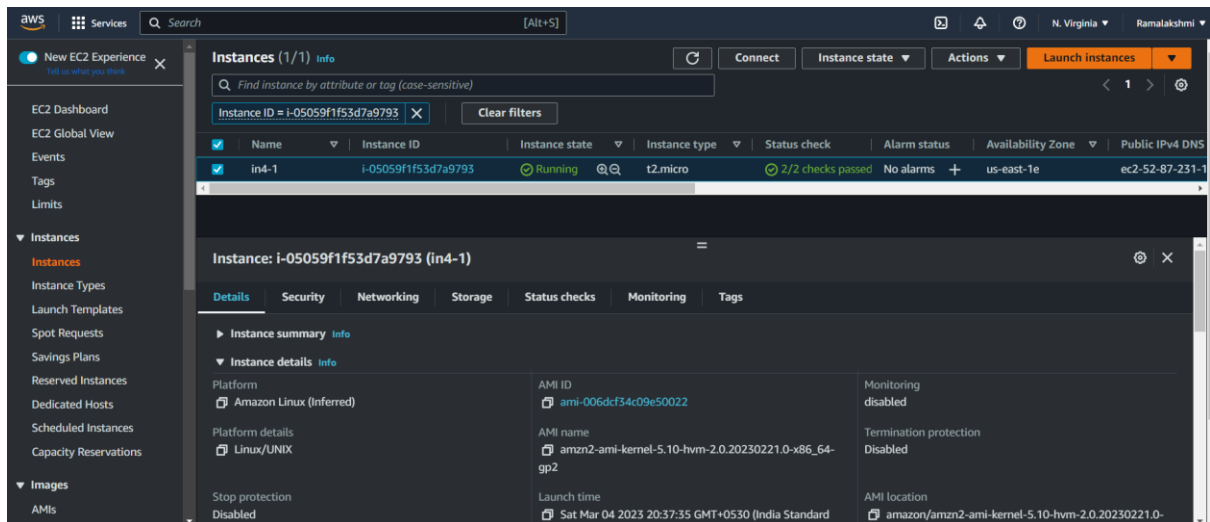 aws Services Search [Alt+S] N. Virginia Ramalakshmi
New EC2 Experience
Tell us what you think
EC2 Dashboard
EC2 Global View
Events
Tags
Limits
Instances
Instances
Instance Types
Launch Templates
Spot Requests
Savings Plans
Reserved Instances
Dedicated Hosts
Scheduled Instances
Capacity Reservations
Images
AMIs
Instances (1/1) Info Connect Instance state Actions Launch instances
Find instance by attribute or tag (case-sensitive) 1
Instance ID = i-05059f1f53d7a9793 Clear filters
Name Instance ID Instance state Instance type Status check Alarm status Availability Zone Public IPv4 DNS
in4-1 i-05059f1f53d7a9793 Running t2.micro 2/2 checks passed No alarms us-east-1e ec2-52-87-231-1
Instance: i-05059f1f53d7a9793 (in4-1)
Details Security Networking Storage Status checks Monitoring Tags
Instance summary Info
Instance details Info
Platform AMI ID Monitoring
Amazon Linux (Inferred) ami-006dcf34c09e50022 disabled
Platform details AMI name Termination protection
Linux/UNIX amzn2-ami-kernel-5.10-hvm-2.0.20230221.0-x86_64- Disabled
gp2
Stop protection Launch time AMI location
Disabled Sat Mar 04 2023 20:37:35 GMT+0530 (India Standard amazon/amzn2-ami-kernel-5.10-hvm-2.0.20230221.0-